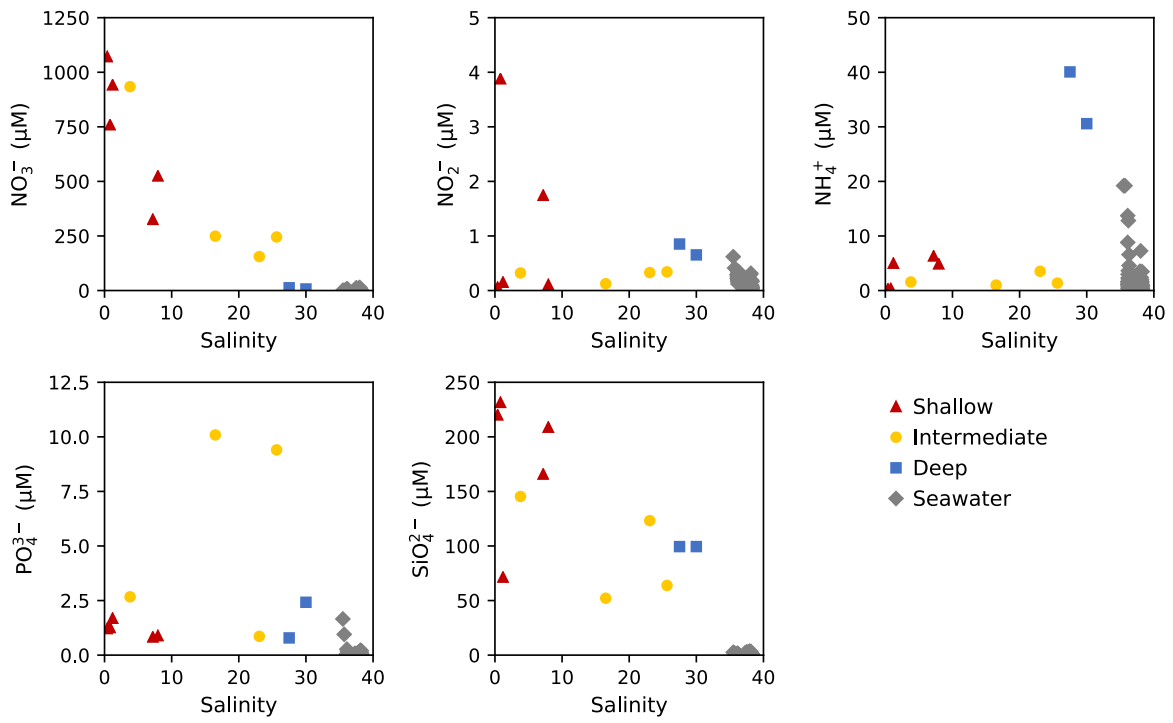 1250
1000
750
500
250
0
NO₃⁻ (µM)
0 10 20 30 40
Salinity
5
4
3
2
1
0
NO₂⁻ (µM)
0 10 20 30 40
Salinity
50
40
30
20
10
0
NH₄⁺ (µM)
0 10 20 30 40
Salinity
12.5
10.0
7.5
5.0
2.5
0.0
PO₄³⁻ (µM)
0 10 20 30 40
Salinity
250
200
150
100
50
0
SiO₄²⁻ (µM)
0 10 20 30 40
Salinity
Shallow
Intermediate
Deep
Seawater